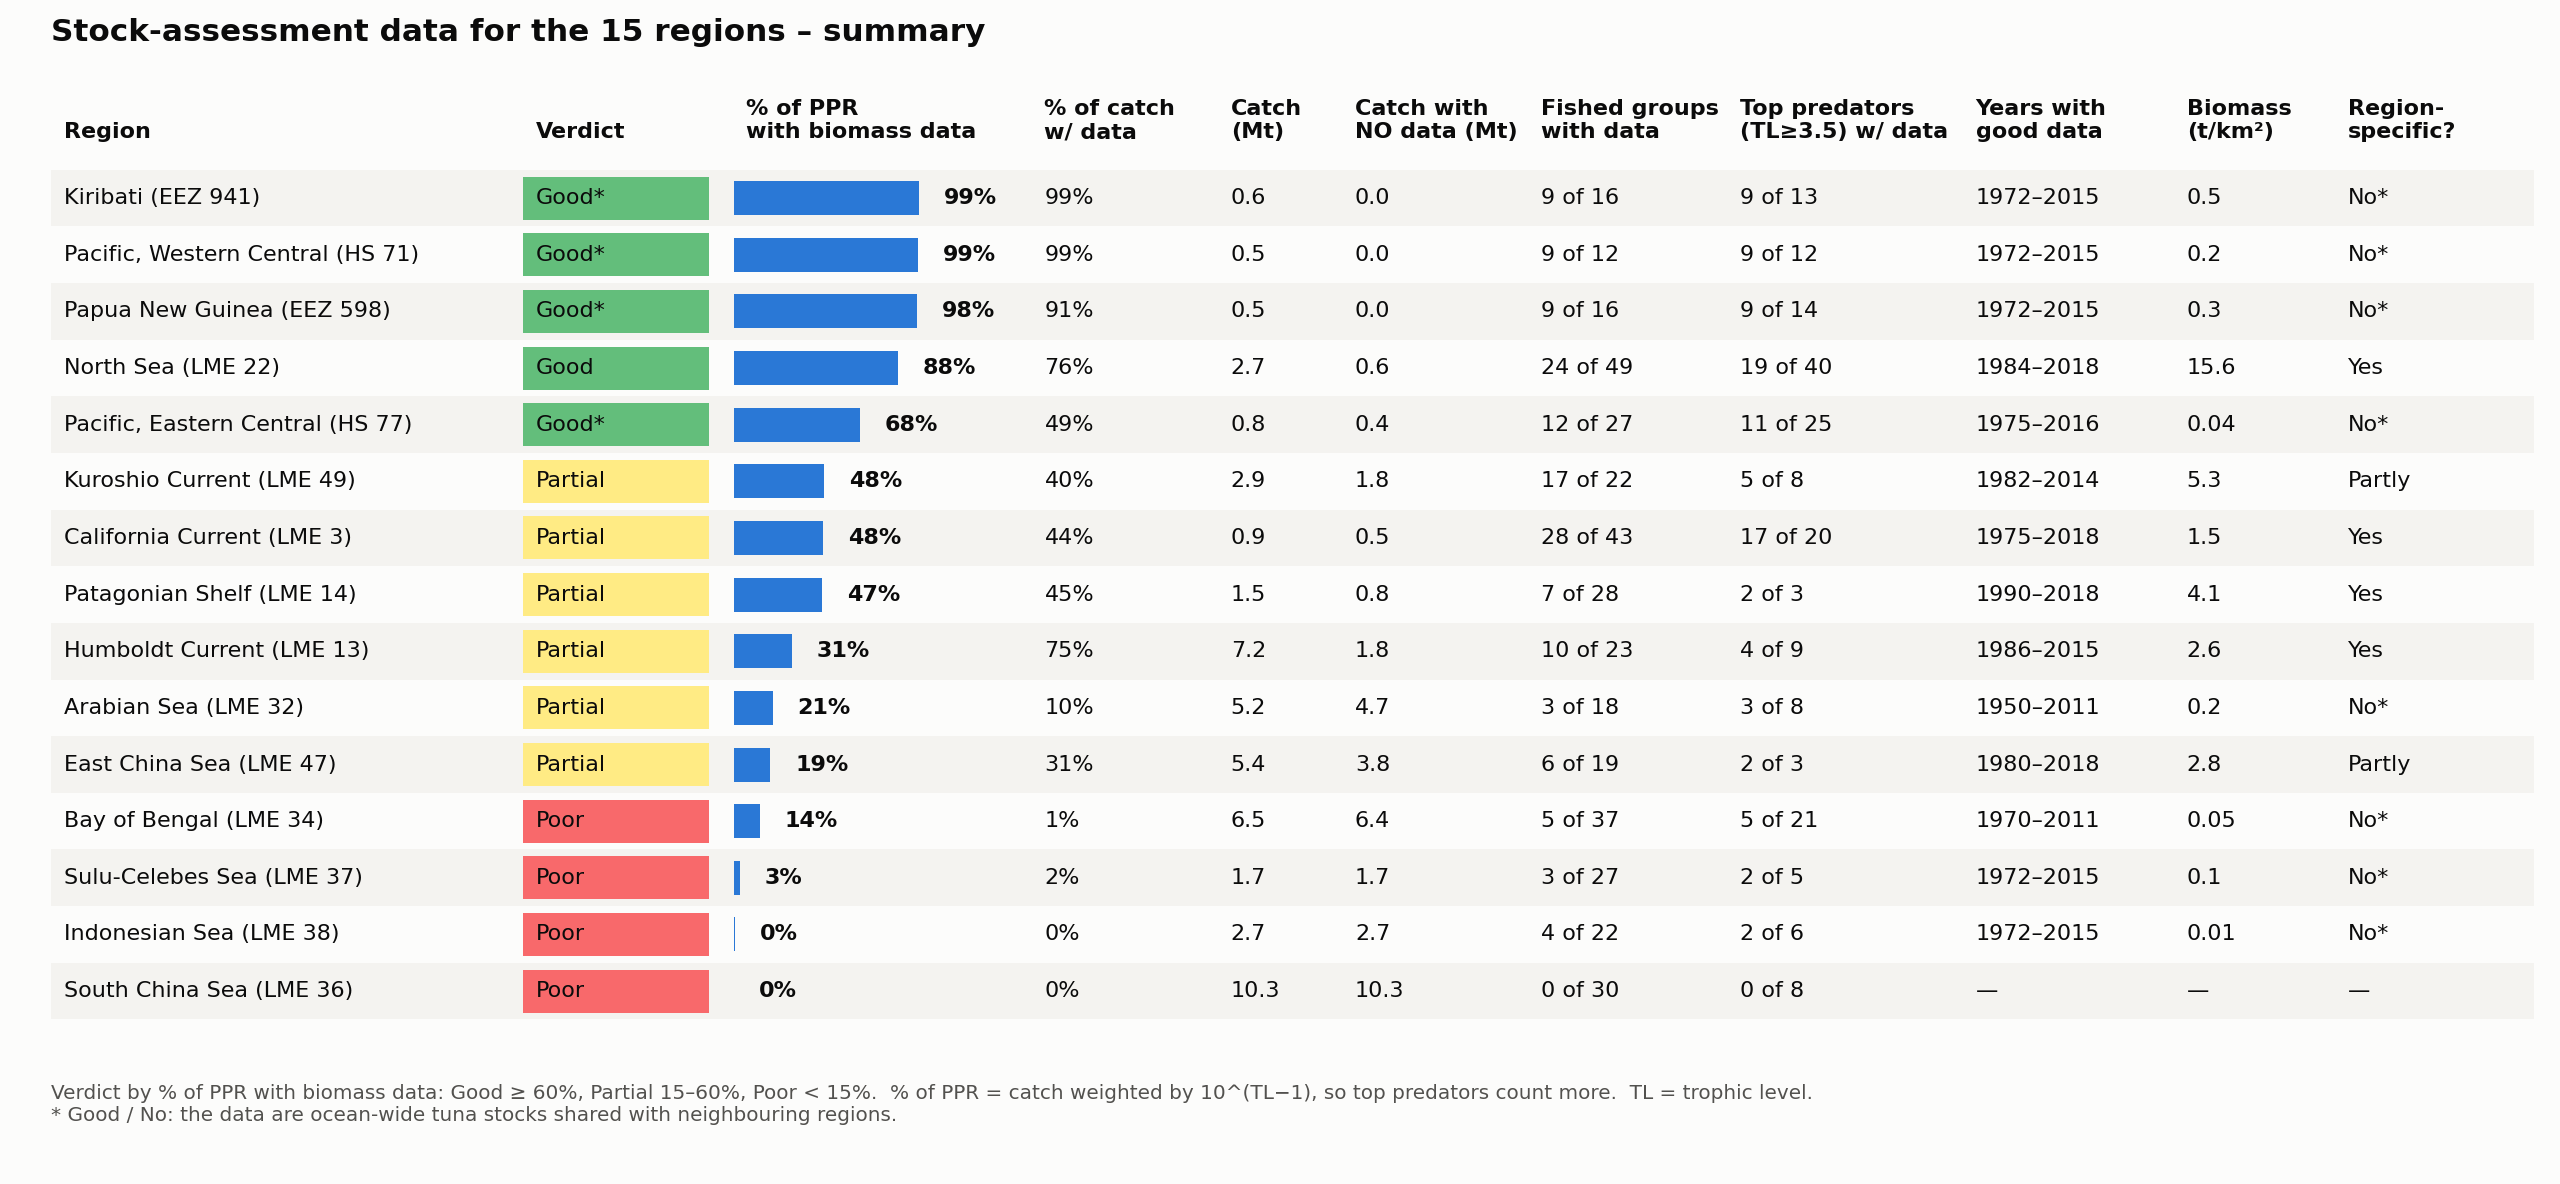 Stock-assessment data for the 15 regions – summary
Region Verdict % of PPR with biomass data % of catch w/ data Catch (Mt) Catch with NO data (Mt) Fished groups with data Top predators (TL≥3.5) w/ data Years with good data Biomass (t/km²) Region-specific?
Kiribati (EEZ 941) Good* 99% 99% 0.6 0.0 9 of 16 9 of 13 1972–2015 0.5 No*
Pacific, Western Central (HS 71) Good* 99% 99% 0.5 0.0 9 of 12 9 of 12 1972–2015 0.2 No*
Papua New Guinea (EEZ 598) Good* 98% 91% 0.5 0.0 9 of 16 9 of 14 1972–2015 0.3 No*
North Sea (LME 22) Good 88% 76% 2.7 0.6 24 of 49 19 of 40 1984–2018 15.6 Yes
Pacific, Eastern Central (HS 77) Good* 68% 49% 0.8 0.4 12 of 27 11 of 25 1975–2016 0.04 No*
Kuroshio Current (LME 49) Partial 48% 40% 2.9 1.8 17 of 22 5 of 8 1982–2014 5.3 Partly
California Current (LME 3) Partial 48% 44% 0.9 0.5 28 of 43 17 of 20 1975–2018 1.5 Yes
Patagonian Shelf (LME 14) Partial 47% 45% 1.5 0.8 7 of 28 2 of 3 1990–2018 4.1 Yes
Humboldt Current (LME 13) Partial 31% 75% 7.2 1.8 10 of 23 4 of 9 1986–2015 2.6 Yes
Arabian Sea (LME 32) Partial 21% 10% 5.2 4.7 3 of 18 3 of 8 1950–2011 0.2 No*
East China Sea (LME 47) Partial 19% 31% 5.4 3.8 6 of 19 2 of 3 1980–2018 2.8 Partly
Bay of Bengal (LME 34) Poor 14% 1% 6.5 6.4 5 of 37 5 of 21 1970–2011 0.05 No*
Sulu-Celebes Sea (LME 37) Poor 3% 2% 1.7 1.7 3 of 27 2 of 5 1972–2015 0.1 No*
Indonesian Sea (LME 38) Poor 0% 0% 2.7 2.7 4 of 22 2 of 6 1972–2015 0.01 No*
South China Sea (LME 36) Poor 0% 0% 10.3 10.3 0 of 30 0 of 8 — — —
Verdict by % of PPR with biomass data: Good ≥ 60%, Partial 15–60%, Poor < 15%.  % of PPR = catch weighted by 10^(TL−1), so top predators count more.  TL = trophic level.
* Good / No: the data are ocean-wide tuna stocks shared with neighbouring regions.